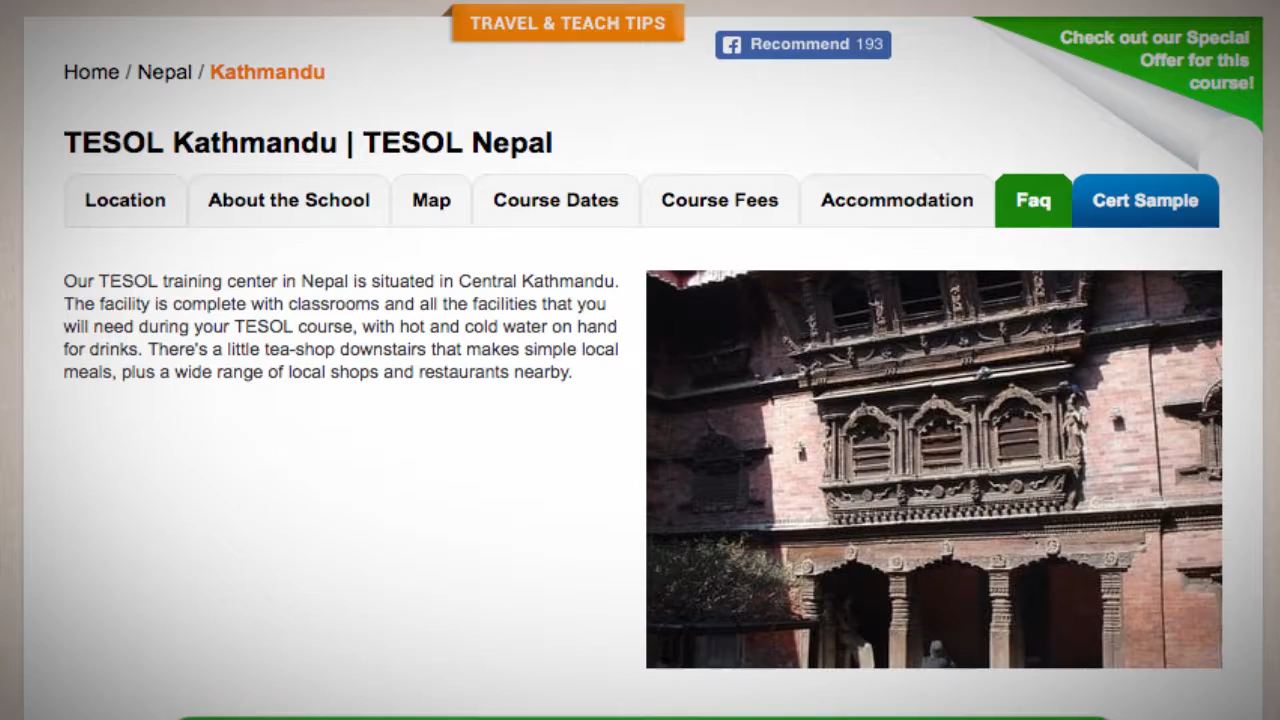 TRAVEL & TEACH TIPS
Recommend 193
Check out our Special
Offer for this
course!
Home / Nepal / Kathmandu
TESOL Kathmandu | TESOL Nepal
Location
About the School
Map
Course Dates
Course Fees
Accommodation
Faq
Cert Sample
Our TESOL training center in Nepal is situated in Central Kathmandu.
The facility is complete with classrooms and all the facilities that you
will need during your TESOL course, with hot and cold water on hand
for drinks. There's a little tea-shop downstairs that makes simple local
meals, plus a wide range of local shops and restaurants nearby.